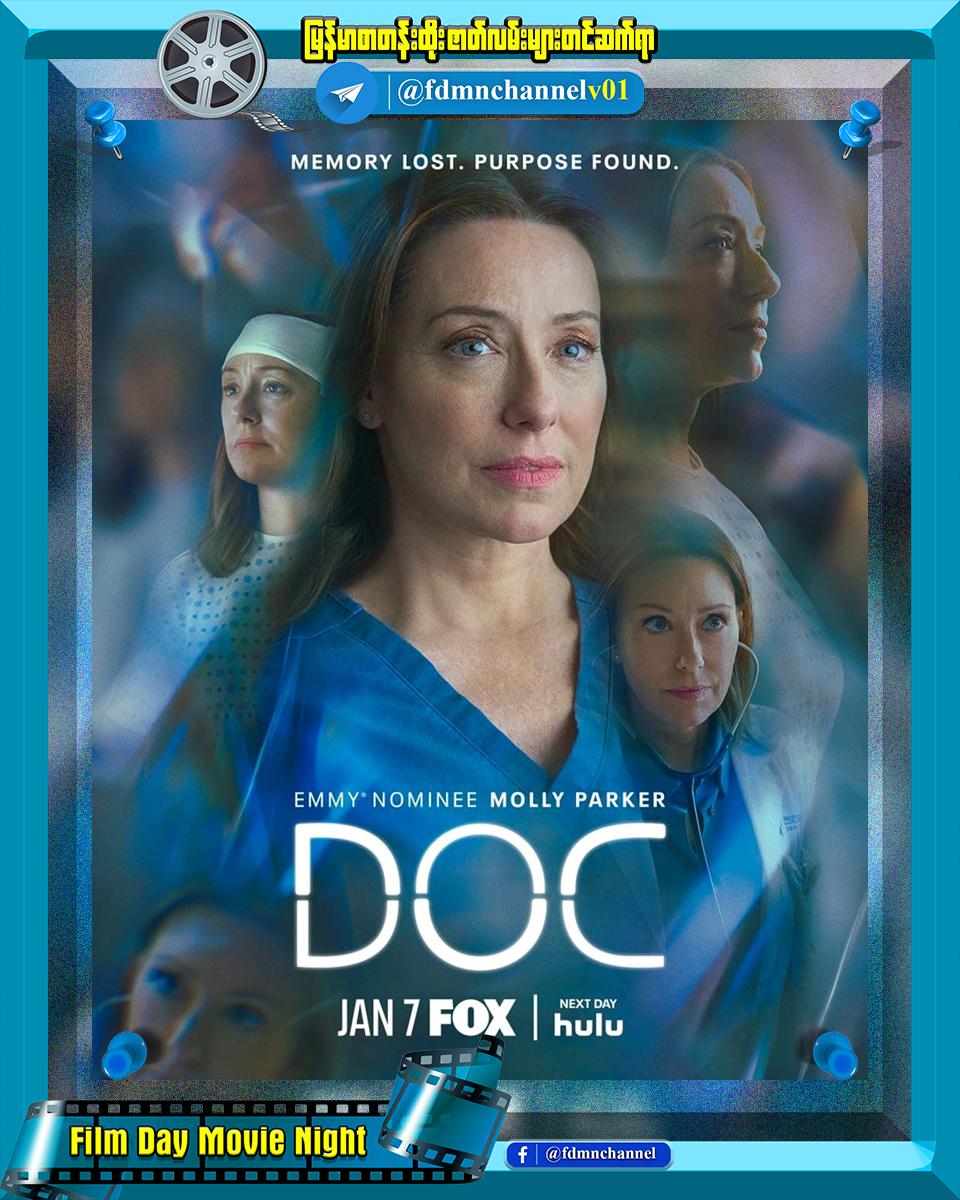 မြန်မာစာတန်းထိုးဇာတ်လမ်းများတင်ဆက်ရာ
@fdmnchannelv01
MEMORY LOST. PURPOSE FOUND.
EMMY® NOMINEE MOLLY PARKER
DOC
JAN 7 FOX | NEXT DAY hulu
Film Day Movie Night
f | @fdmnchannel